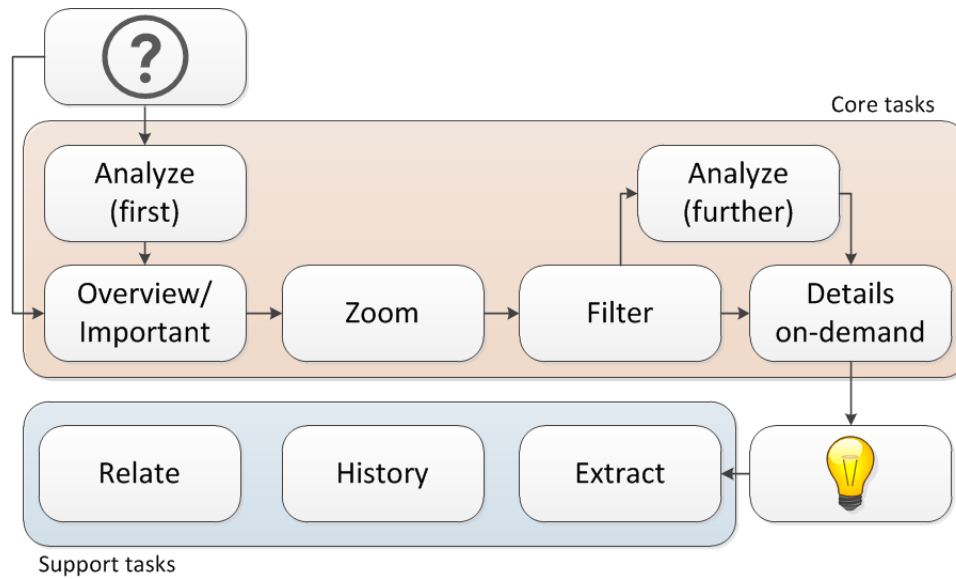 ?
Core tasks
Analyze
(first)
Analyze
(further)
Overview/
Important
Zoom
Filter
Details
on-demand
Relate
History
Extract
Support tasks